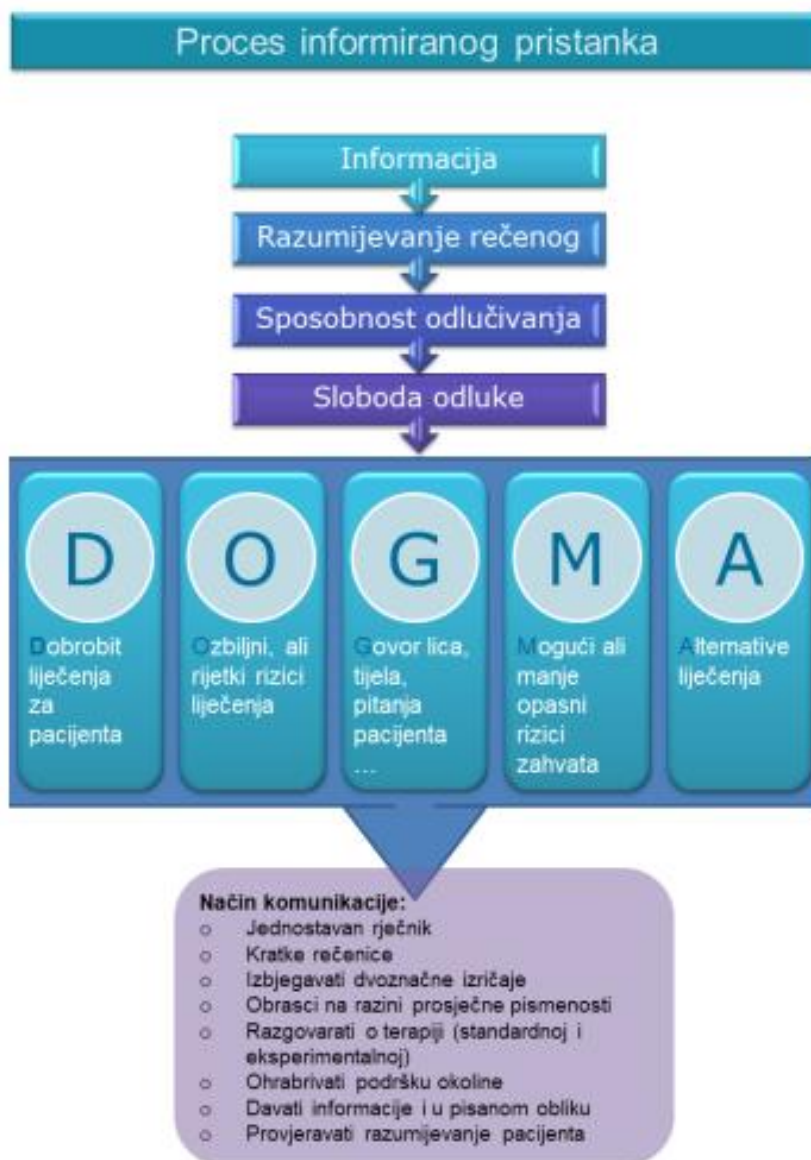 Proces informiranog pristanka
Informacija
Razumijevanje rečenog
Sposobnost odlučivanja
Sloboda odluke
D
Dobrobit
liječenja
za
pacijenta
O
Ozbiljni, ali
rijetki rizici
liječenja
G
Govor lica,
tijela,
pitanja
pacijenta
...
M
Mogući ali
manje
opasni
rizici
zahvata
A
Alternative
liječenja
Način komunikacije:
o Jednostavan rječnik
o Kratke rečenice
o Izbjegavati dvoznačne izričaje
o Obrasci na razini prosječne pismenosti
o Razgovarati o terapiji (standardnoj i
eksperimentalnoj)
o Ohrabrivati podršku okoline
o Davati informacije i u pisanom obliku
o Provjeravati razumijevanje pacijenta